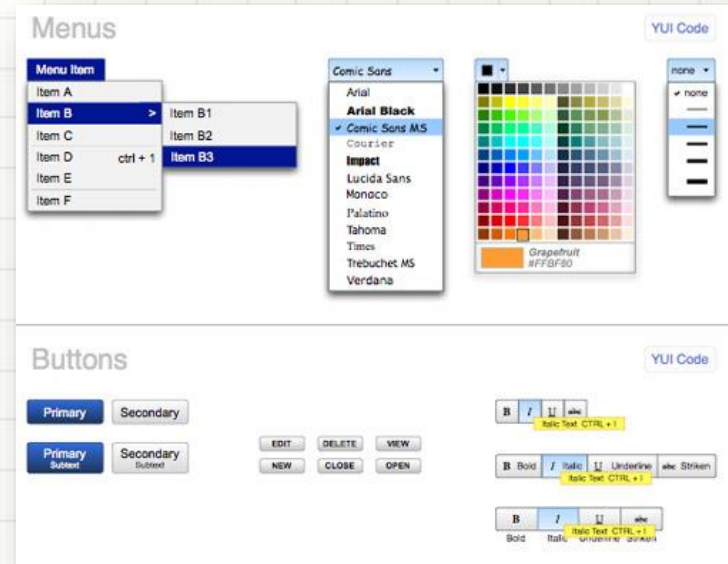 Menus
YUI Code
Menu Item
Item A
Item B >
Item C
Item D ctrl + 1
Item E
Item F
Item B1
Item B2
Item B3
Comic Sans
Arial
Arial Black
Comic Sans MS
Courier
Impact
Lucida Sans
Monaco
Palatino
Tahoma
Times
Trebuchet MS
Verdana
Grapefruit
#FFBF80
none
none
Buttons
YUI Code
Primary
Secondary
Primary
Subtext
Secondary
Subtext
EDIT DELETE VIEW
NEW CLOSE OPEN
B I U abc
Italic Text CTRL + I
B Bold I Italic U Underline abc Striken
Italic Text CTRL + I
B I U abc
Italic Text CTRL + I
Bold Italic Underline Striken